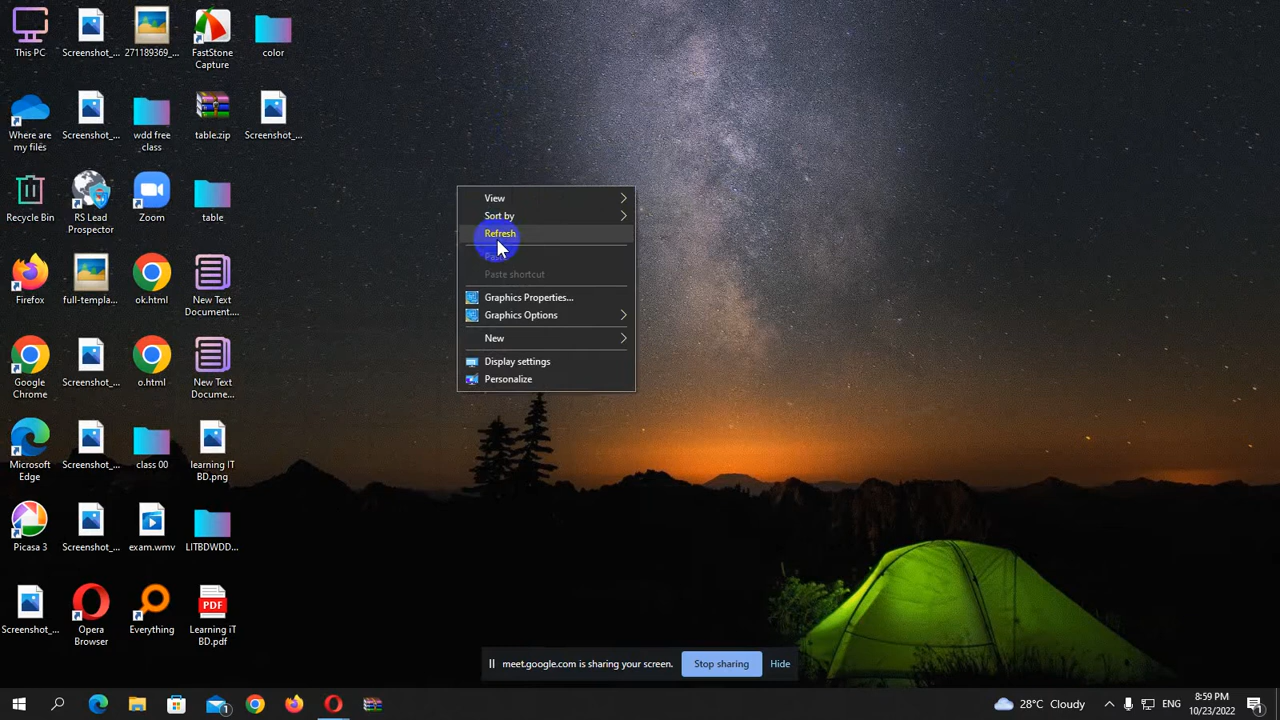 This PC
Screenshot_...
271189369_...
FastStone
Capture
color
Where are
my files
Screenshot_...
wdd free
class
table.zip
Screenshot_...
Recycle Bin
RS Lead
Prospector
Zoom
table
Firefox
full-templa...
ok.html
New Text
Document....
Google
Chrome
Screenshot_...
o.html
New Text
Docume...
Microsoft
Edge
Screenshot_...
class 00
learning IT
BD.png
Picasa 3
Screenshot_...
exam.wmv
LITBDWDD...
Screenshot_...
Opera
Browser
Everything
PDF
Learning iT
BD.pdf
View
Sort by
Refresh
Paste shortcut
Graphics Properties...
Graphics Options
New
Display settings
Personalize
meet.google.com is sharing your screen.
Stop sharing
Hide
1
28°C Cloudy
ENG
8:59 PM
10/23/2022
1